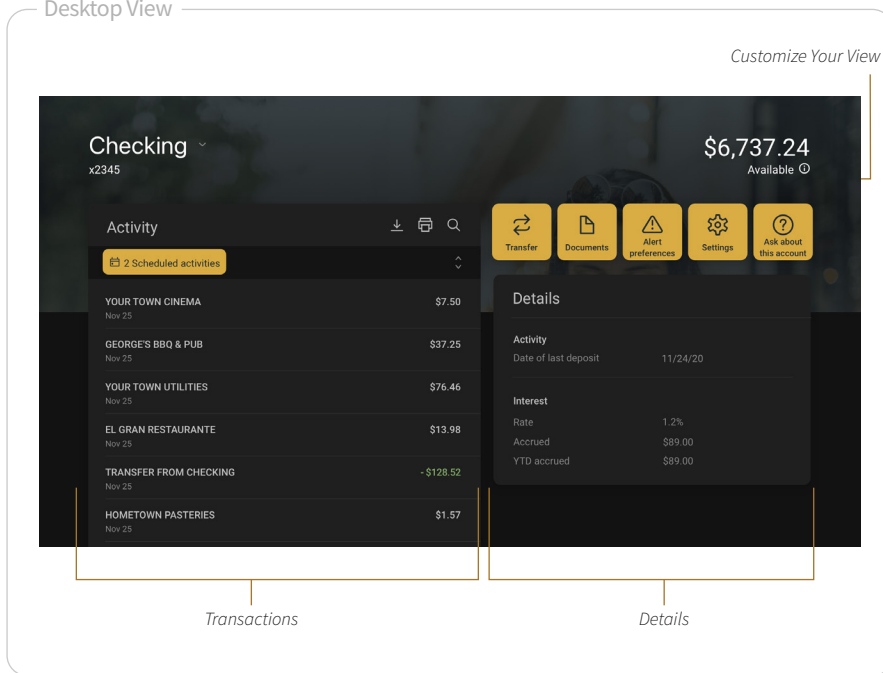 Desktop View
Customize Your View
Checking
x2345
$6,737.24
Available
Activity
2 Scheduled activities
YOUR TOWN CINEMA $7.50
Nov 25
GEORGE'S BBQ & PUB $37.25
Nov 25
YOUR TOWN UTILITIES $76.46
Nov 25
EL GRAN RESTAURANTE $13.98
Nov 25
TRANSFER FROM CHECKING - $128.52
Nov 25
HOMETOWN PASTERIES $1.57
Nov 25
Transfer
Documents
Alert
preferences
Settings
Ask about
this account
Details
Activity
Date of last deposit 11/24/20
Interest
Rate 1.2%
Accrued $89.00
YTD accrued $89.00
Transactions
Details